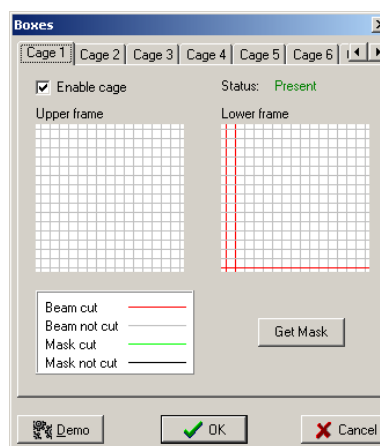 Boxes
Cage 1 Cage 2 Cage 3 Cage 4 Cage 5 Cage 6
Enable cage Status: Present
Upper frame Lower frame
Beam cut
Beam not cut
Mask cut
Mask not cut
Get Mask
Demo OK Cancel